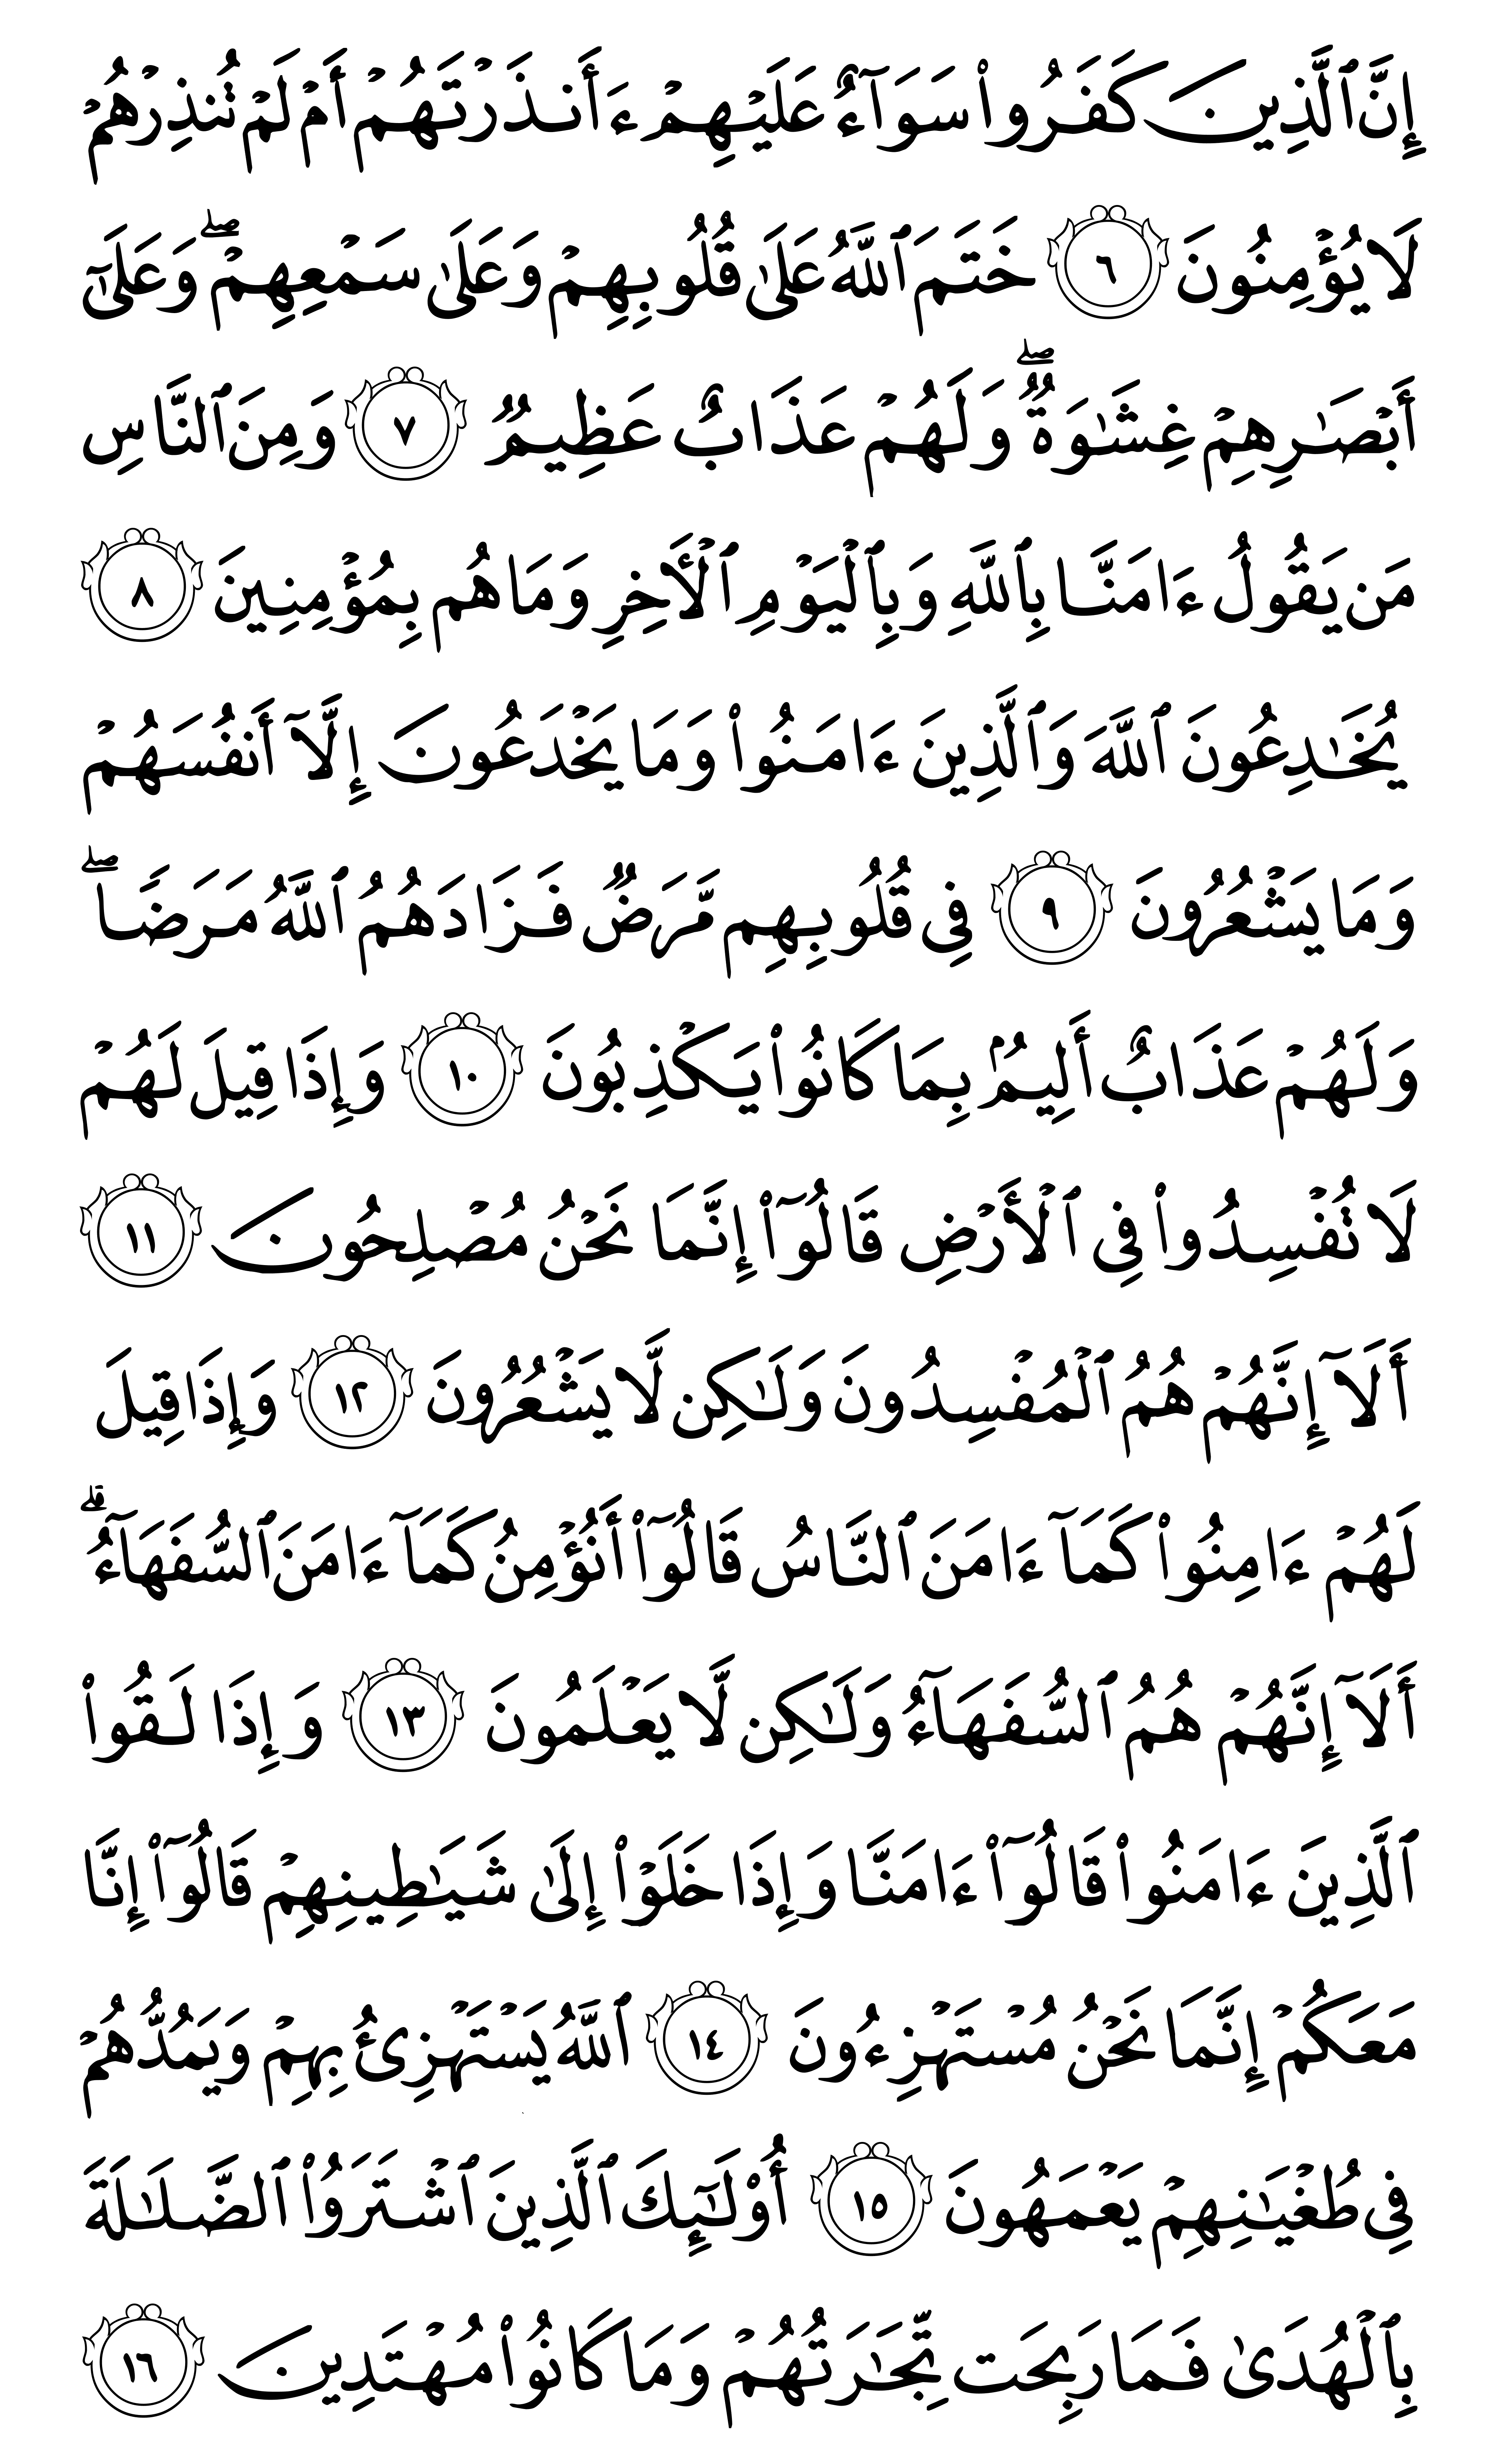 إِنَّ ٱلَّذِينَ كَفَرُوا۟ سَوَآءٌ عَلَيْهِمْ ءَأَنذَرْتَهُمْ أَمْ لَمْ تُنذِرْهُمْ
لَا يُؤْمِنُونَ ٦ خَتَمَ ٱللَّهُ عَلَىٰ قُلُوبِهِمْ وَعَلَىٰ سَمْعِهِمْ ۖ وَعَلَىٰٓ
أَبْصَـٰرِهِمْ غِشَـٰوَةٌ ۖ وَلَهُمْ عَذَابٌ عَظِيمٌ ٧ وَمِنَ ٱلنَّاسِ
مَن يَقُولُ ءَامَنَّا بِٱللَّهِ وَبِٱلْيَوْمِ ٱلْـَٔاخِرِ وَمَا هُم بِمُؤْمِنِينَ ٨
يُخَـٰدِعُونَ ٱللَّهَ وَٱلَّذِينَ ءَامَنُوا۟ وَمَا يَخْدَعُونَ إِلَّآ أَنفُسَهُمْ
وَمَا يَشْعُرُونَ ٩ فِى قُلُوبِهِم مَّرَضٌ فَزَادَهُمُ ٱللَّهُ مَرَضًا ۖ
وَلَهُمْ عَذَابٌ أَلِيمٌۢ بِمَا كَانُوا۟ يَكْذِبُونَ ١٠ وَإِذَا قِيلَ لَهُمْ
لَا تُفْسِدُوا۟ فِى ٱلْأَرْضِ قَالُوٓا۟ إِنَّمَا نَحْنُ مُصْلِحُونَ ١١
أَلَآ إِنَّهُمْ هُمُ ٱلْمُفْسِدُونَ وَلَـٰكِن لَّا يَشْعُرُونَ ١٢ وَإِذَا قِيلَ
لَهُمْ ءَامِنُوا۟ كَمَآ ءَامَنَ ٱلنَّاسُ قَالُوٓا۟ أَنُؤْمِنُ كَمَآ ءَامَنَ ٱلسُّفَهَآءُ ۗ
أَلَآ إِنَّهُمْ هُمُ ٱلسُّفَهَآءُ وَلَـٰكِن لَّا يَعْلَمُونَ ١٣ وَإِذَا لَقُوا۟
ٱلَّذِينَ ءَامَنُوا۟ قَالُوٓا۟ ءَامَنَّا وَإِذَا خَلَوْا۟ إِلَىٰ شَيَـٰطِينِهِمْ قَالُوٓا۟ إِنَّا
مَعَكُمْ إِنَّمَا نَحْنُ مُسْتَهْزِءُونَ ١٤ ٱللَّهُ يَسْتَهْزِئُ بِهِمْ وَيَمُدُّهُمْ
فِى طُغْيَـٰنِهِمْ يَعْمَهُونَ ١٥ أُو۟لَـٰٓئِكَ ٱلَّذِينَ ٱشْتَرَوُا۟ ٱلضَّلَـٰلَةَ
بِٱلْهُدَىٰ فَمَا رَبِحَت تِّجَـٰرَتُهُمْ وَمَا كَانُوا۟ مُهْتَدِينَ ١٦